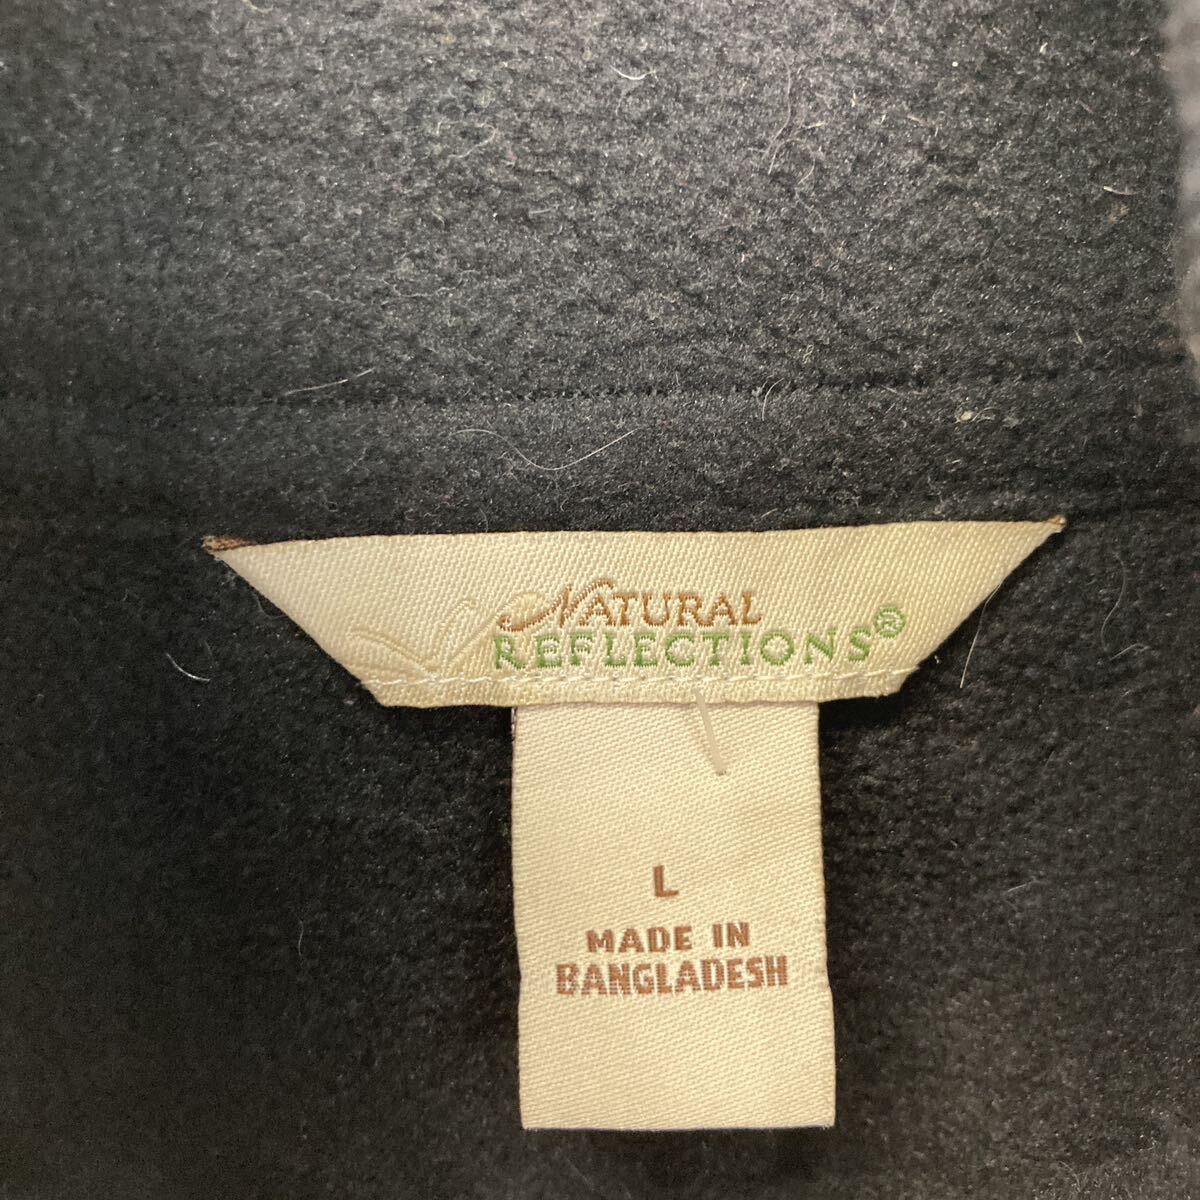 NATURAL
REFLECTIONS®
L
MADE IN
BANGLADESH